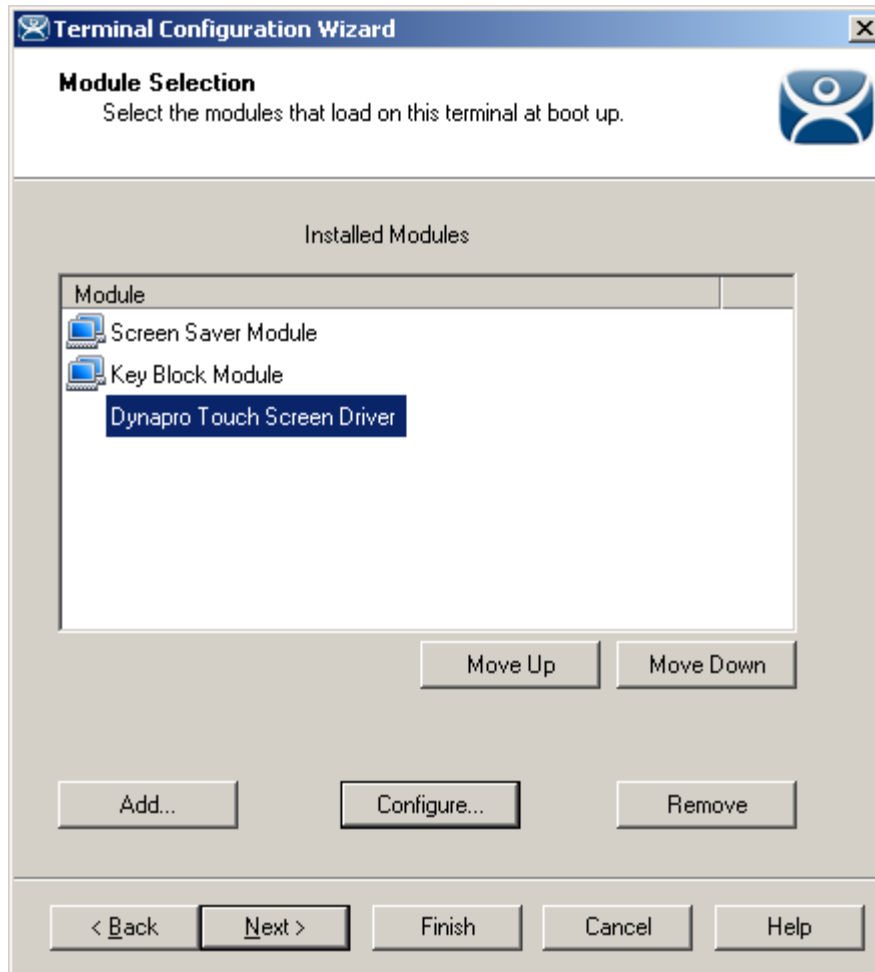 Terminal Configuration Wizard
Module Selection
Select the modules that load on this terminal at boot up.
Installed Modules
Module
Screen Saver Module
Key Block Module
Dynapro Touch Screen Driver
Move Up
Move Down
Add...
Configure...
Remove
< Back
Next >
Finish
Cancel
Help